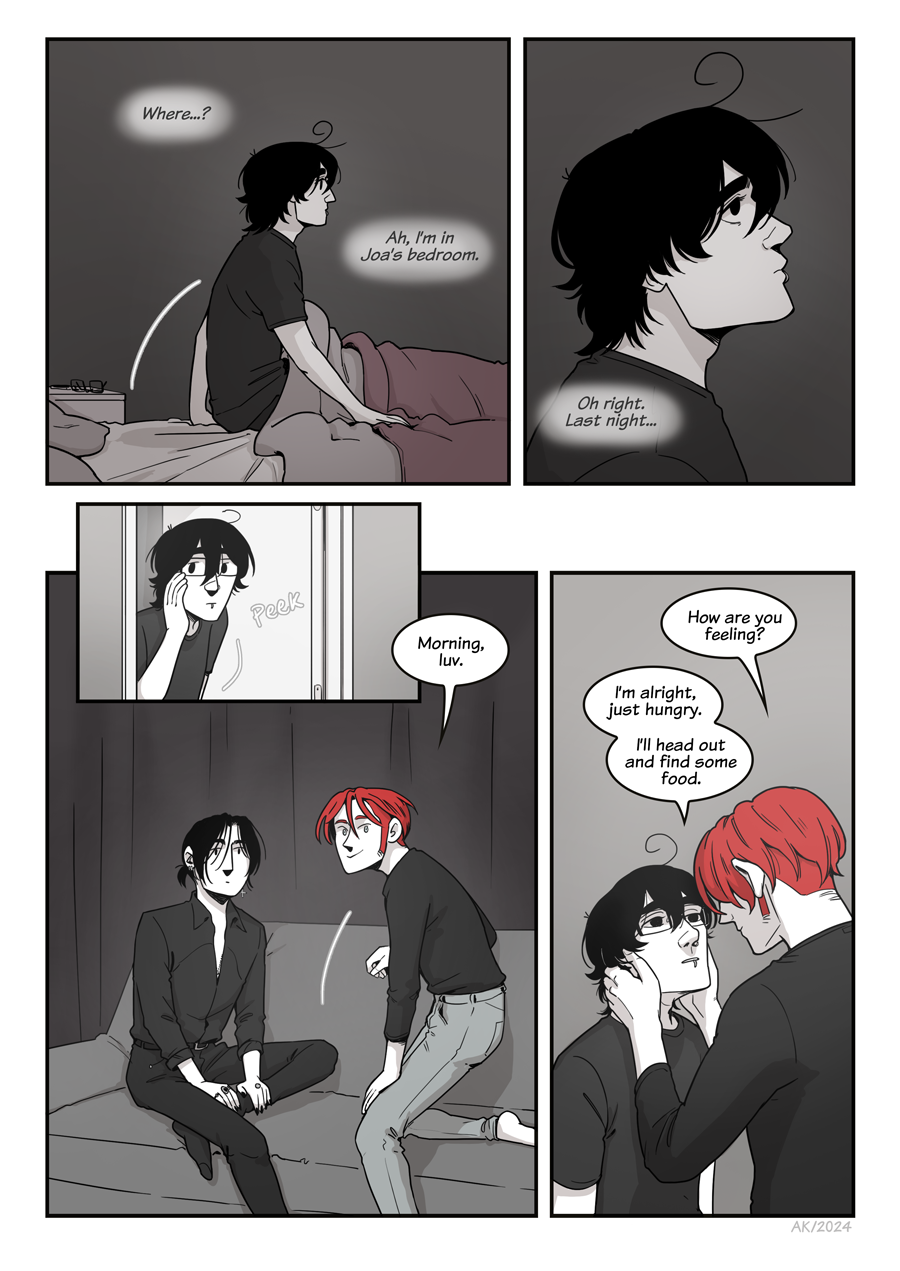 Where...?
Ah, I'm in
Joa's bedroom.
Oh right.
Last night...
Peek
Morning,
luv.
How are you
feeling?
I'm alright,
just hungry.
I'll head out
and find some
food.
AK/2024